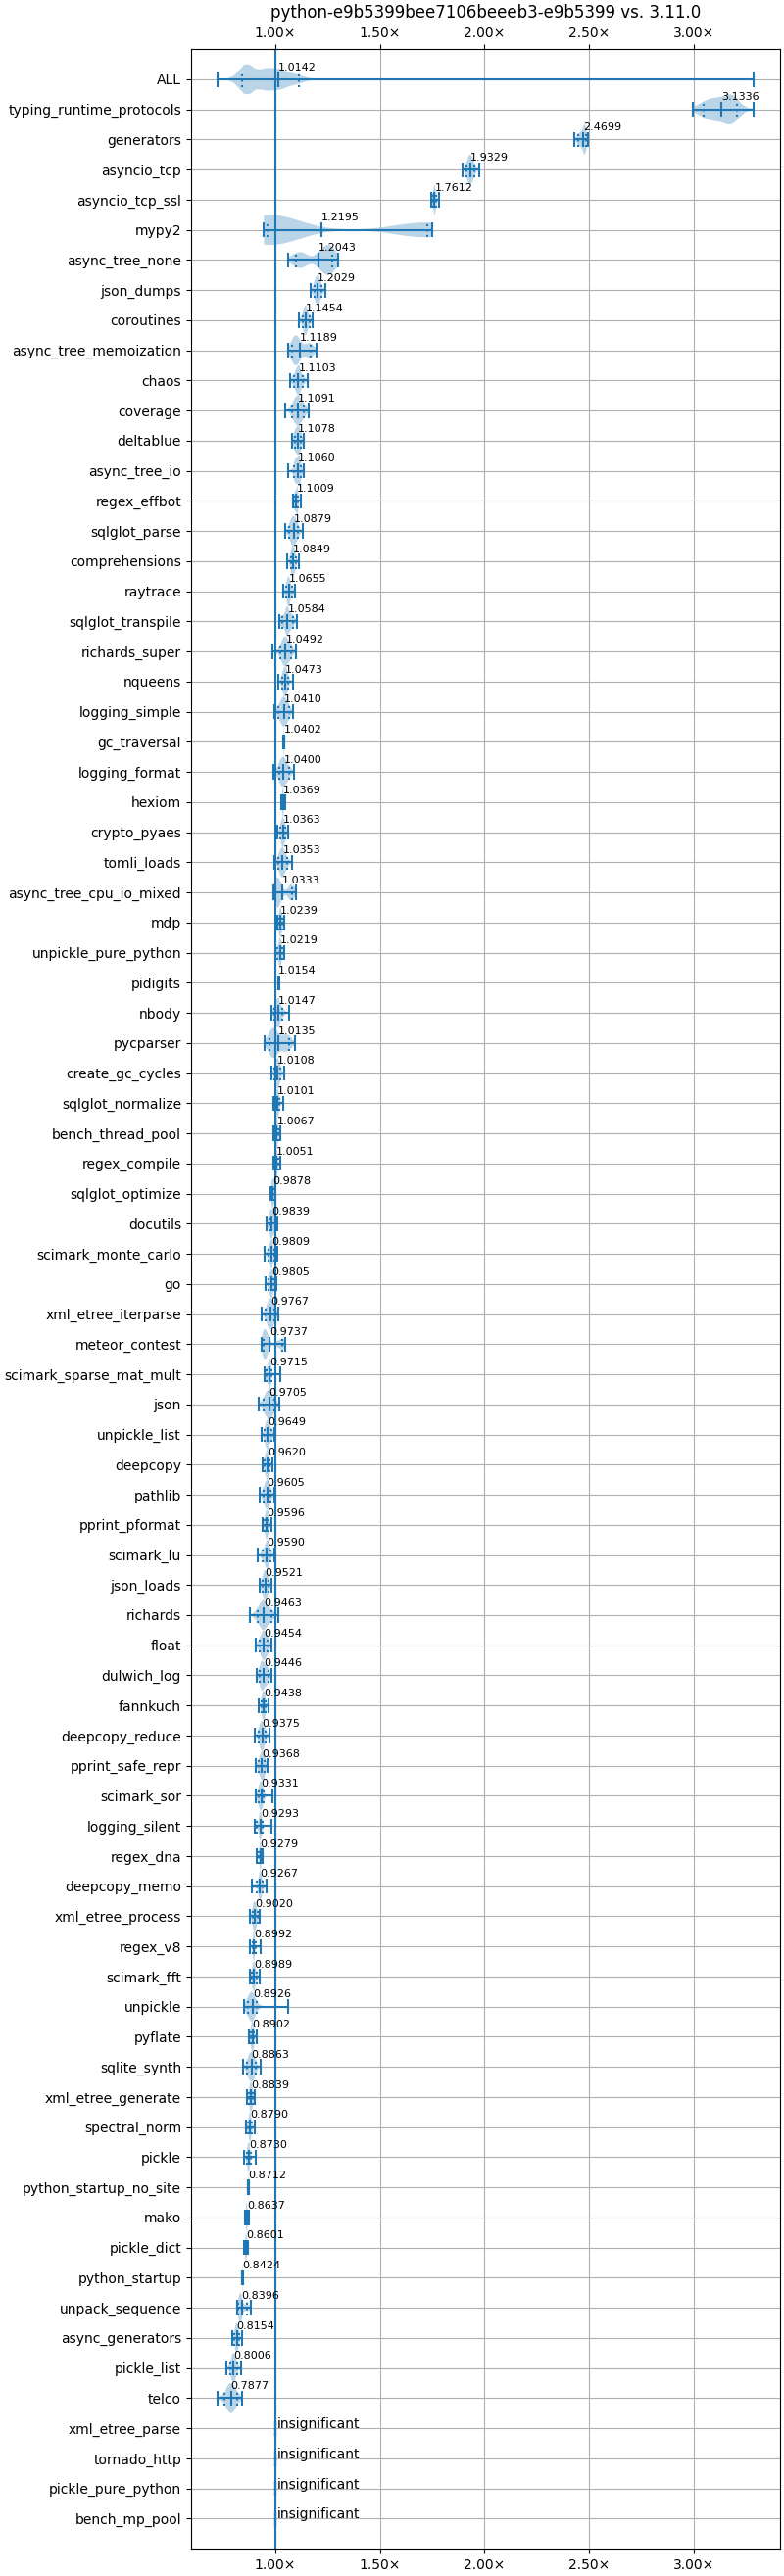 python-e9b5399bee7106beeeb3-e9b5399 vs. 3.11.0
1.00× 1.50× 2.00× 2.50× 3.00×
ALL 1.0142
typing_runtime_protocols 3.1336
generators 2.4699
asyncio_tcp 1.9329
asyncio_tcp_ssl 1.7612
mypy2 1.2195
async_tree_none 1.2043
json_dumps 1.2029
coroutines 1.1454
async_tree_memoization 1.1189
chaos 1.1103
coverage 1.1091
deltablue 1.1078
async_tree_io 1.1060
regex_effbot 1.1009
sqlglot_parse 1.0879
comprehensions 1.0849
raytrace 1.0655
sqlglot_transpile 1.0584
richards_super 1.0492
nqueens 1.0473
logging_simple 1.0410
gc_traversal 1.0402
logging_format 1.0400
hexiom 1.0369
crypto_pyaes 1.0363
tomli_loads 1.0353
async_tree_cpu_io_mixed 1.0333
mdp 1.0239
unpickle_pure_python 1.0219
pidigits 1.0154
nbody 1.0147
pycparser 1.0135
create_gc_cycles 1.0108
sqlglot_normalize 1.0101
bench_thread_pool 1.0067
regex_compile 1.0051
sqlglot_optimize 0.9878
docutils 0.9839
scimark_monte_carlo 0.9809
go 0.9805
xml_etree_iterparse 0.9767
meteor_contest 0.9737
scimark_sparse_mat_mult 0.9715
json 0.9705
unpickle_list 0.9649
deepcopy 0.9620
pathlib 0.9605
pprint_pformat 0.9596
scimark_lu 0.9590
json_loads 0.9521
richards 0.9463
float 0.9454
dulwich_log 0.9446
fannkuch 0.9438
deepcopy_reduce 0.9375
pprint_safe_repr 0.9368
scimark_sor 0.9331
logging_silent 0.9293
regex_dna 0.9279
deepcopy_memo 0.9267
xml_etree_process 0.9020
regex_v8 0.8992
scimark_fft 0.8989
unpickle 0.8926
pyflate 0.8902
sqlite_synth 0.8863
xml_etree_generate 0.8839
spectral_norm 0.8790
pickle 0.8730
python_startup_no_site 0.8712
mako 0.8637
pickle_dict 0.8601
python_startup 0.8424
unpack_sequence 0.8396
async_generators 0.8154
pickle_list 0.8006
telco 0.7877
xml_etree_parse insignificant
tornado_http insignificant
pickle_pure_python insignificant
bench_mp_pool insignificant
1.00× 1.50× 2.00× 2.50× 3.00×